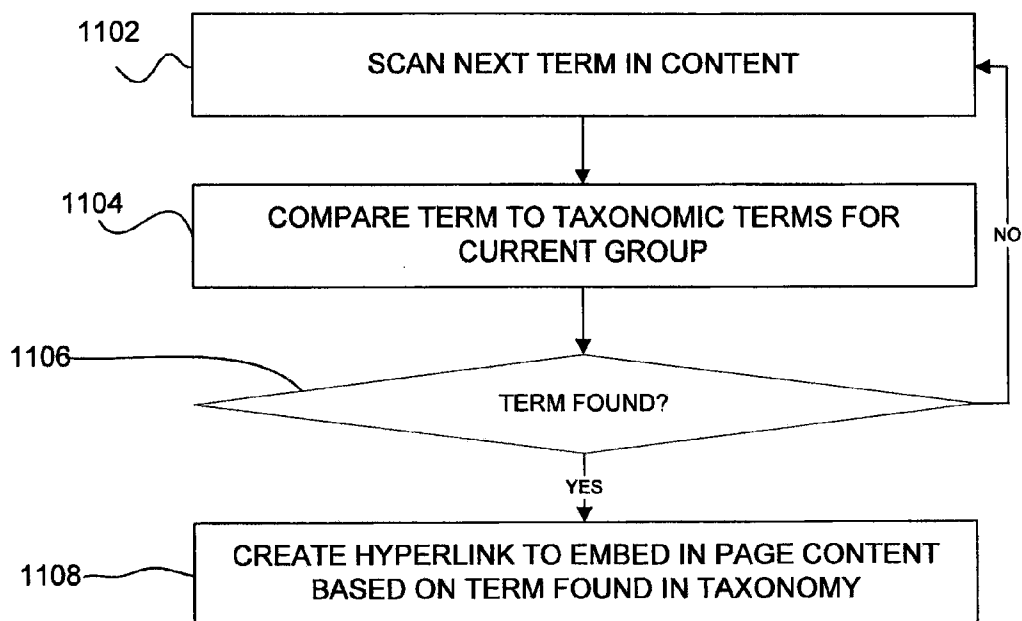 1102
SCAN NEXT TERM IN CONTENT
1104
COMPARE TERM TO TAXONOMIC TERMS FOR
CURRENT GROUP
NO
1106
TERM FOUND?
YES
1108
CREATE HYPERLINK TO EMBED IN PAGE CONTENT
BASED ON TERM FOUND IN TAXONOMY